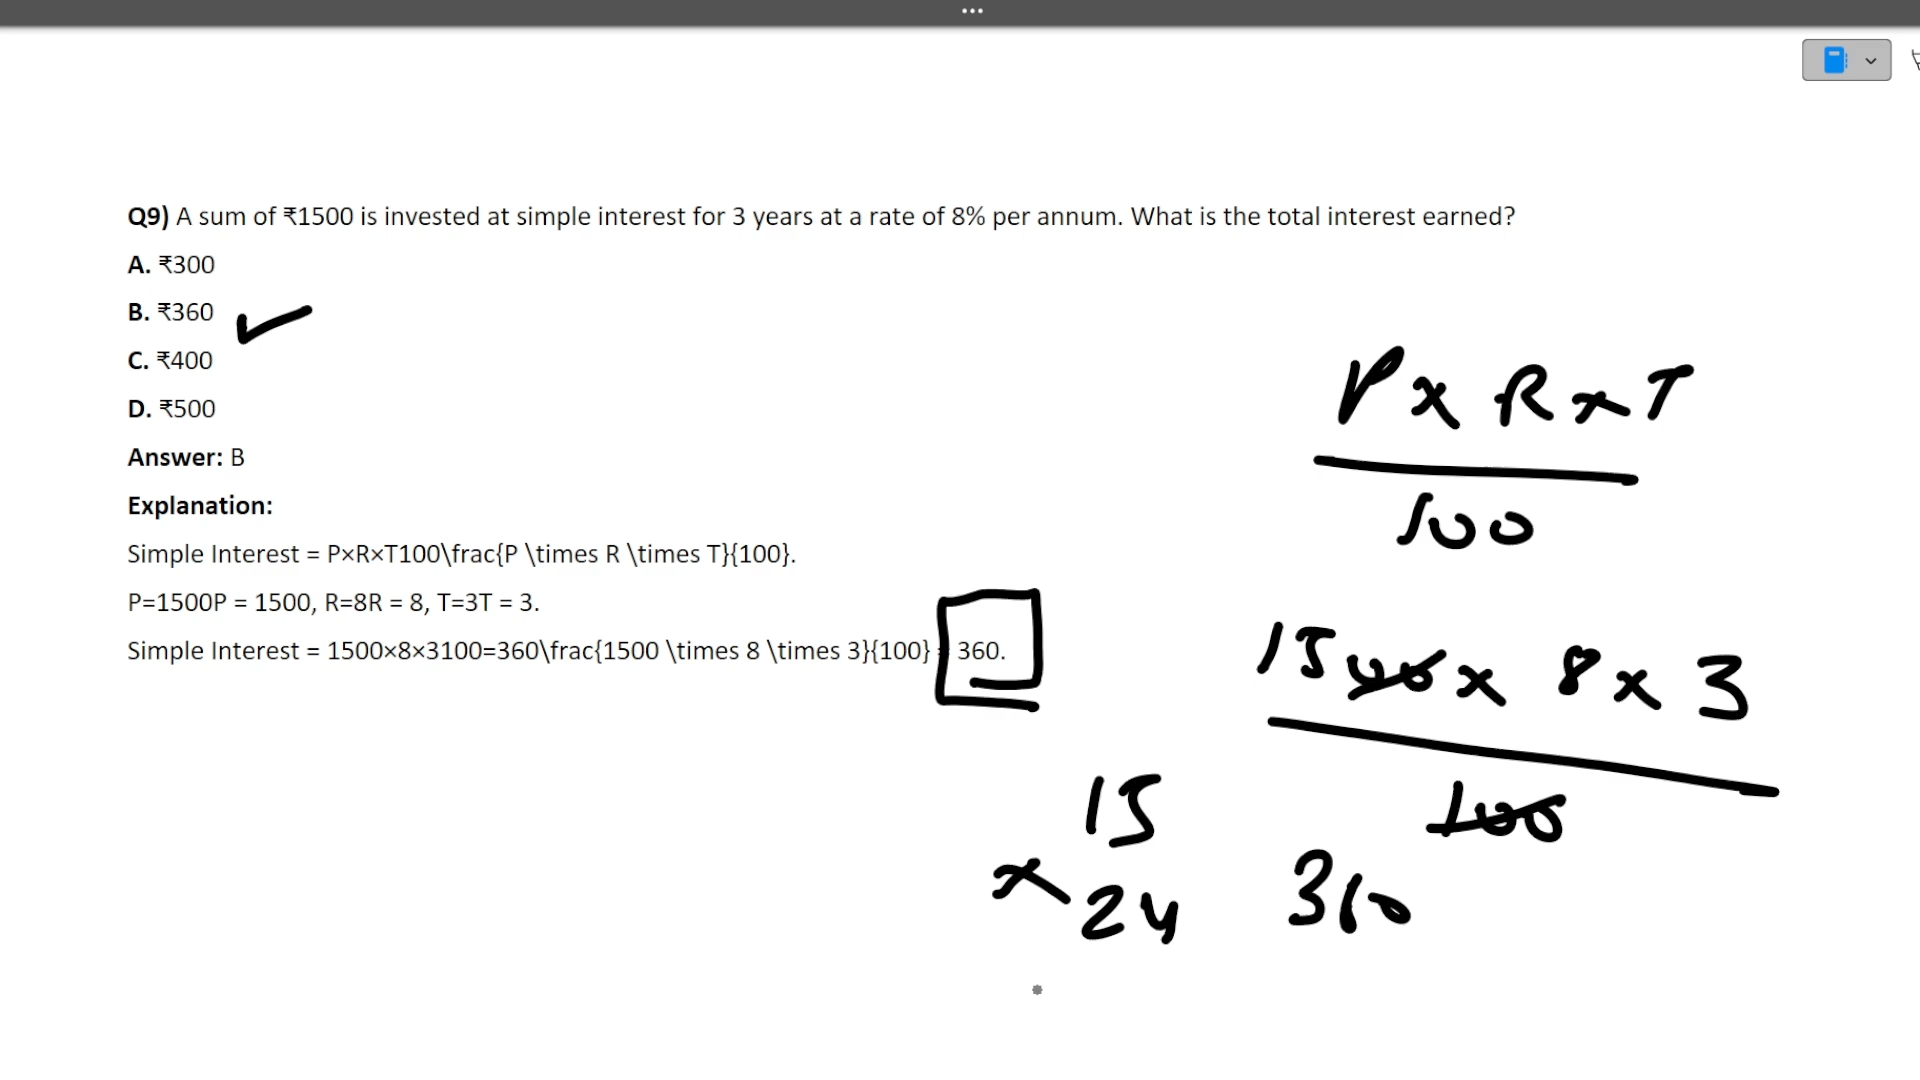 Q9) A sum of ₹1500 is invested at simple interest for 3 years at a rate of 8% per annum. What is the total interest earned?
A. ₹300
B. ₹360
C. ₹400
D. ₹500
Answer: B
Explanation:
Simple Interest = P×R×T100\frac{P \times R \times T}{100}.
P=1500P = 1500, R=8R = 8, T=3T = 3.
Simple Interest = 1500×8×3100=360\frac{1500 \times 8 \times 3}{100} = 360.
P x R x T
100
1500 x 8 x 3
100
15
x 24
360